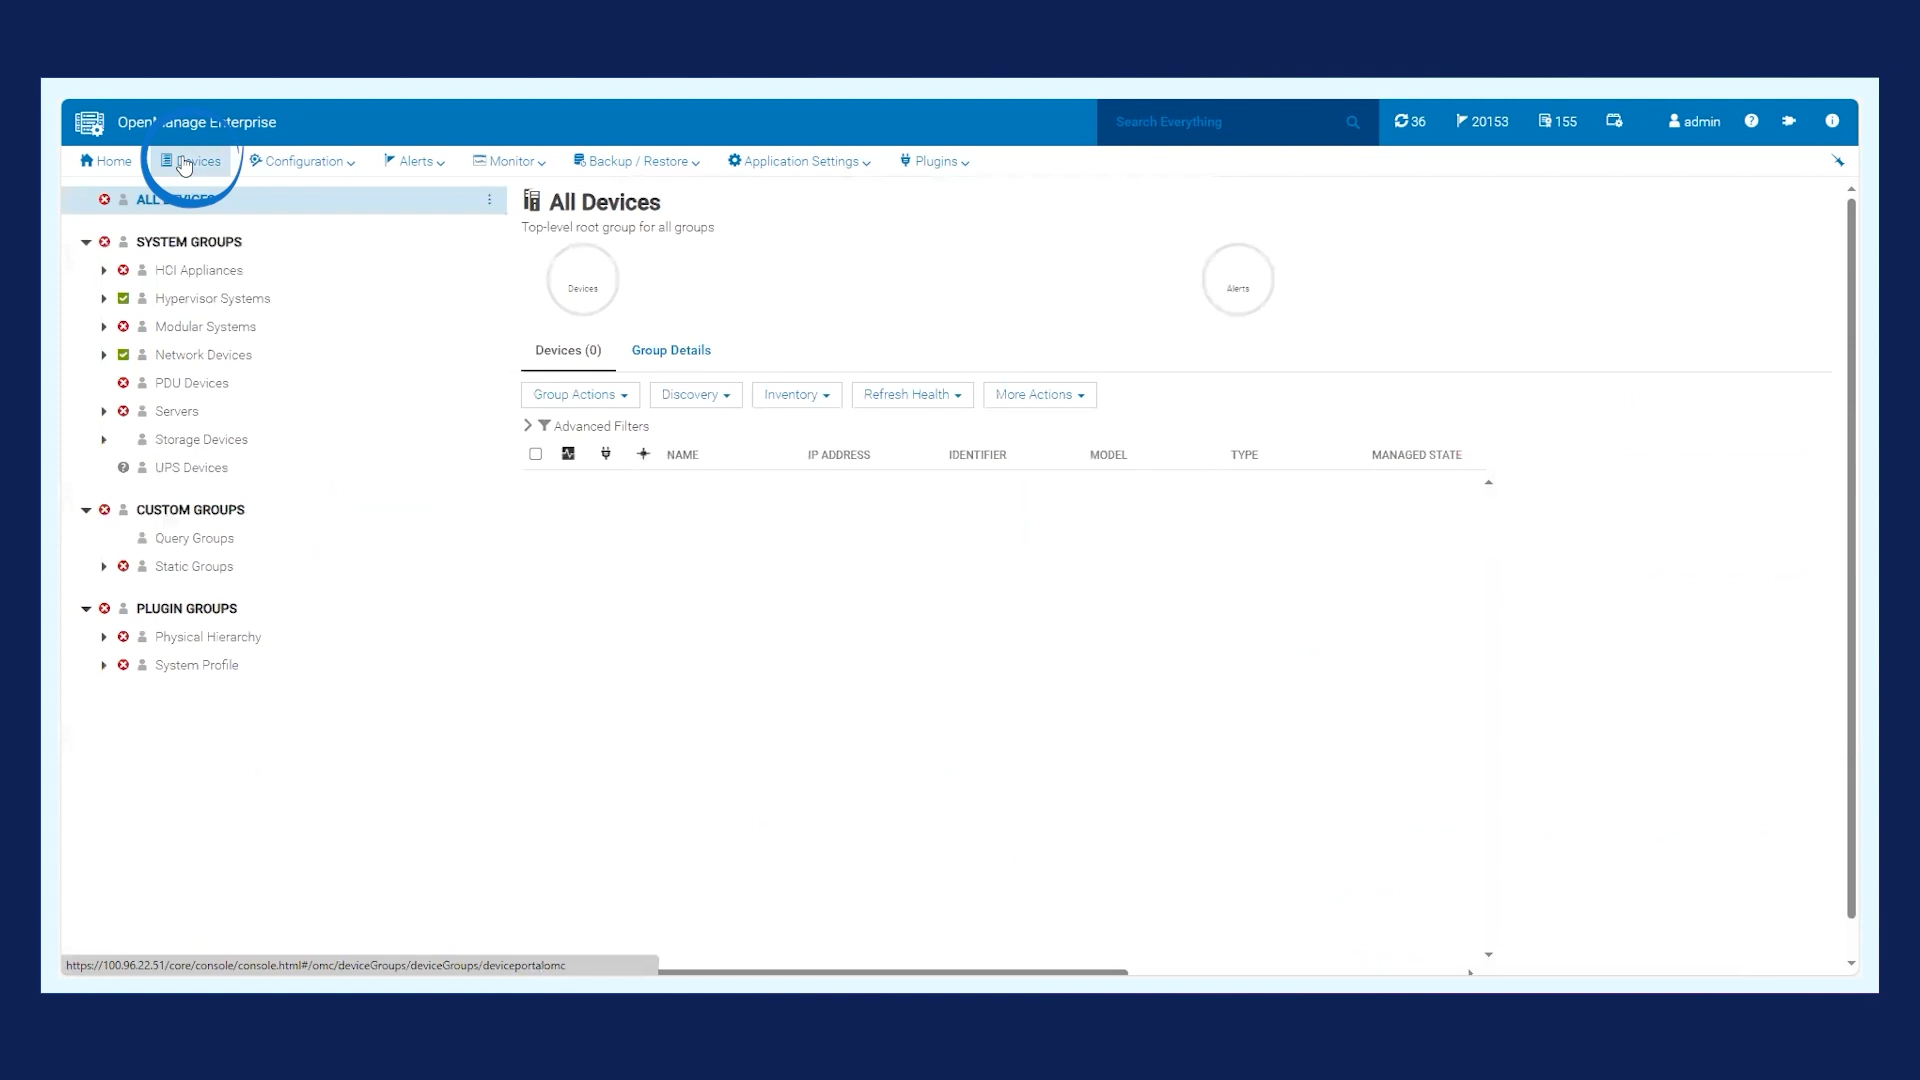 OpenManage Enterprise
Search Everything
36
20153
155
admin
Home
Devices
Configuration
Alerts
Monitor
Backup / Restore
Application Settings
Plugins
ALL DEVICES
SYSTEM GROUPS
HCI Appliances
Hypervisor Systems
Modular Systems
Network Devices
PDU Devices
Servers
Storage Devices
UPS Devices
CUSTOM GROUPS
Query Groups
Static Groups
PLUGIN GROUPS
Physical Hierarchy
System Profile
All Devices
Top-level root group for all groups
Devices
Alerts
Devices (0)
Group Details
Group Actions
Discovery
Inventory
Refresh Health
More Actions
Advanced Filters
NAME
IP ADDRESS
IDENTIFIER
MODEL
TYPE
MANAGED STATE
https://100.96.22.51/core/console/console.html#/omc/deviceGroups/deviceGroups/deviceportalomc